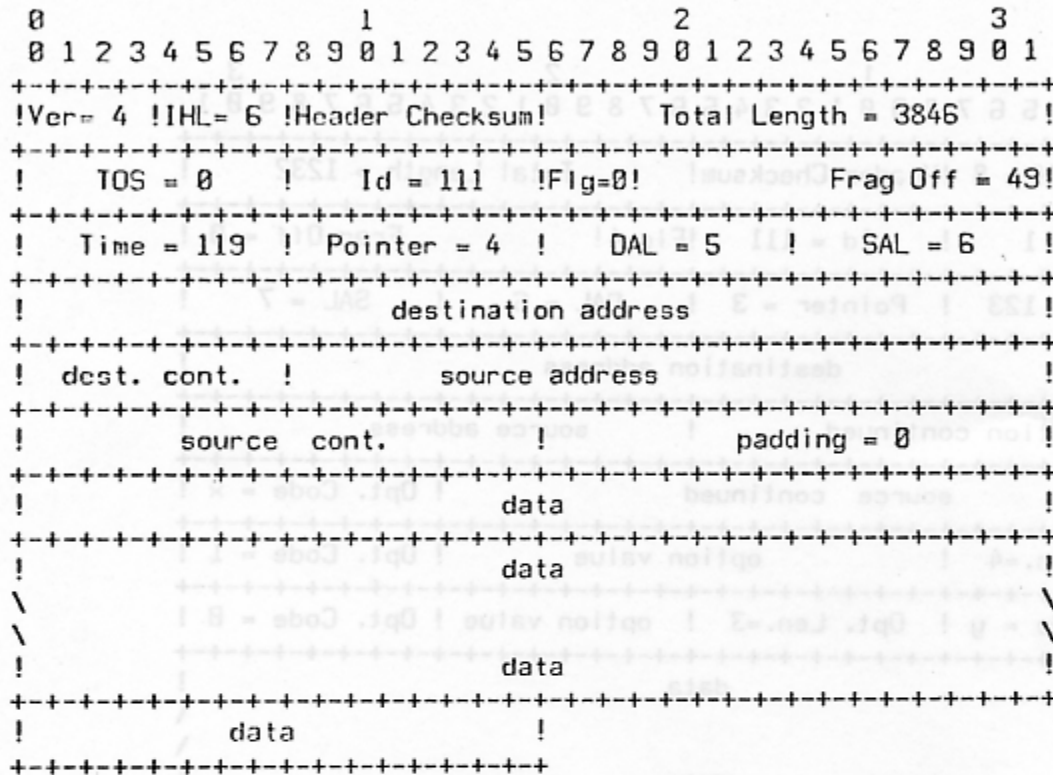 0 1 2 3
0 1 2 3 4 5 6 7 8 9 0 1 2 3 4 5 6 7 8 9 0 1 2 3 4 5 6 7 8 9 0 1
+-+-+-+-+-+-+-+-+-+-+-+-+-+-+-+-+-+-+-+-+-+-+-+-+-+-+-+-+-+-+-+-+
!Ver= 4 !IHL= 6 !Header Checksum! Total Length = 3846 !
+-+-+-+-+-+-+-+-+-+-+-+-+-+-+-+-+-+-+-+-+-+-+-+-+-+-+-+-+-+-+-+-+
! TOS = 0 ! Id = 111 !Flg=0! Frag Off = 49!
+-+-+-+-+-+-+-+-+-+-+-+-+-+-+-+-+-+-+-+-+-+-+-+-+-+-+-+-+-+-+-+-+
! Time = 119 ! Pointer = 4 ! DAL = 5 ! SAL = 6 !
+-+-+-+-+-+-+-+-+-+-+-+-+-+-+-+-+-+-+-+-+-+-+-+-+-+-+-+-+-+-+-+-+
! destination address !
+-+-+-+-+-+-+-+-+-+-+-+-+-+-+-+-+-+-+-+-+-+-+-+-+-+-+-+-+-+-+-+-+
! dest. cont. ! source address !
+-+-+-+-+-+-+-+-+-+-+-+-+-+-+-+-+-+-+-+-+-+-+-+-+-+-+-+-+-+-+-+-+
! source cont. ! padding = 0 !
+-+-+-+-+-+-+-+-+-+-+-+-+-+-+-+-+-+-+-+-+-+-+-+-+-+-+-+-+-+-+-+-+
! data !
+-+-+-+-+-+-+-+-+-+-+-+-+-+-+-+-+-+-+-+-+-+-+-+-+-+-+-+-+-+-+-+-+
! data !
\ \
\ \
! data !
+-+-+-+-+-+-+-+-+-+-+-+-+-+-+-+-+-+-+-+-+-+-+-+-+-+-+-+-+-+-+-+-+
! data !
+-+-+-+-+-+-+-+-+-+-+-+-+-+-+-+-+